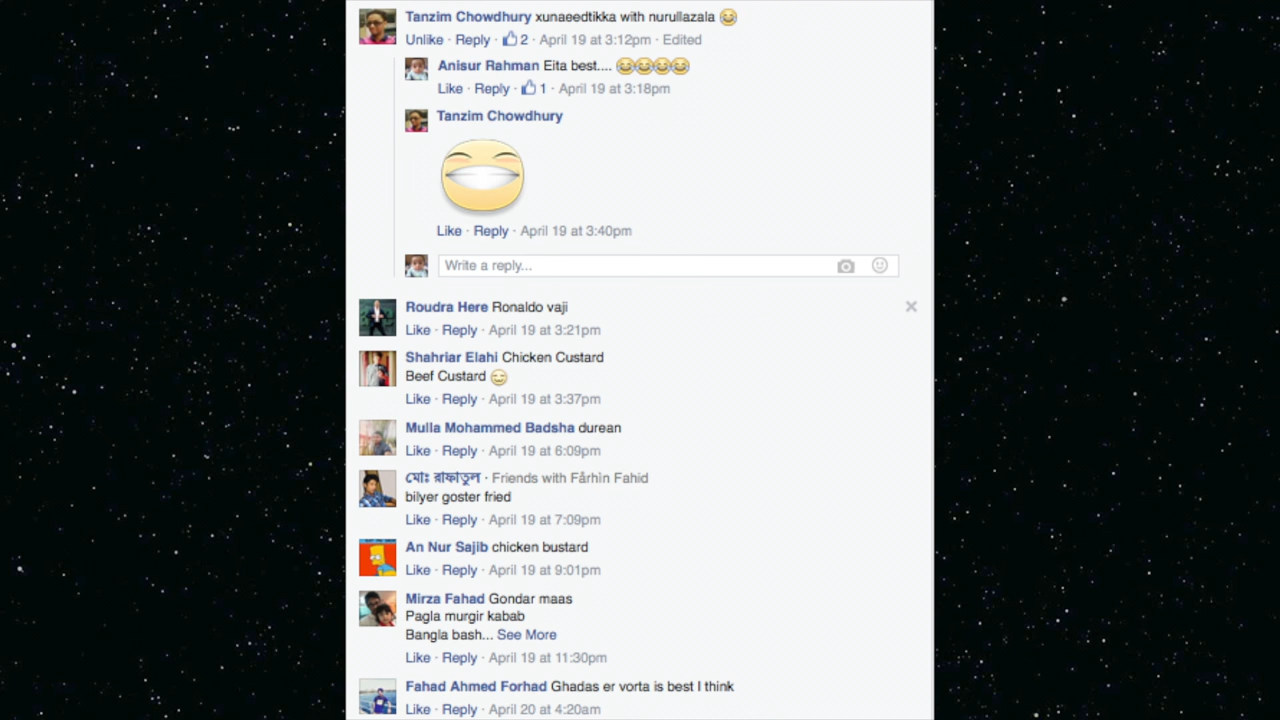 Tanzim Chowdhury xunaeedtikka with nurullazala
Unlike · Reply · 2 · April 19 at 3:12pm · Edited
Anisur Rahman Eita best....
Like · Reply · 1 · April 19 at 3:18pm
Tanzim Chowdhury
Like · Reply · April 19 at 3:40pm
Write a reply...
Roudra Here Ronaldo vaji
Like · Reply · April 19 at 3:21pm
Shahriar Elahi Chicken Custard
Beef Custard
Like · Reply · April 19 at 3:37pm
Mulla Mohammed Badsha durean
Like · Reply · April 19 at 6:09pm
মোঃ রাফাতুল · Friends with Fårhìn Fahid
bilyer goster fried
Like · Reply · April 19 at 7:09pm
An Nur Sajib chicken bustard
Like · Reply · April 19 at 9:01pm
Mirza Fahad Gondar maas
Pagla murgir kabab
Bangla bash... See More
Like · Reply · April 19 at 11:30pm
Fahad Ahmed Forhad Ghadas er vorta is best I think
Like · Reply · April 20 at 4:20am